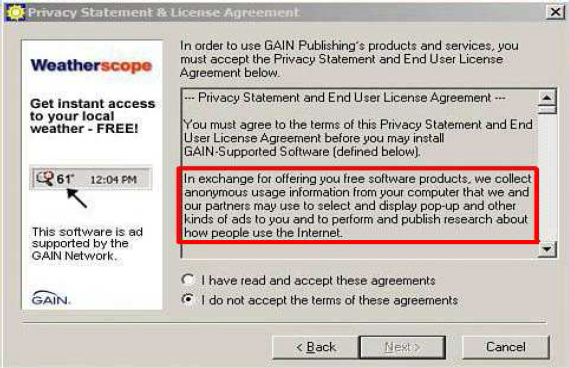 Privacy Statement & License Agreement
Weatherscope
Get instant access
to your local
weather - FREE!
61°
12:04 PM
This software is ad
supported by the
GAIN Network.
GAIN.
In order to use GAIN Publishing's products and services, you
must accept the Privacy Statement and End User License
Agreement below.
--- Privacy Statement and End User License Agreement ---
You must agree to the terms of this Privacy Statement and End
User License Agreement before you may install
GAIN-Supported Software (defined below).
In exchange for offering you free software products, we collect
anonymous usage information from your computer that we and
our partners may use to select and display pop-up and other
kinds of ads to you and to perform and publish research about
how people use the Internet.
I have read and accept these agreements
I do not accept the terms of these agreements
< Back
Next >
Cancel